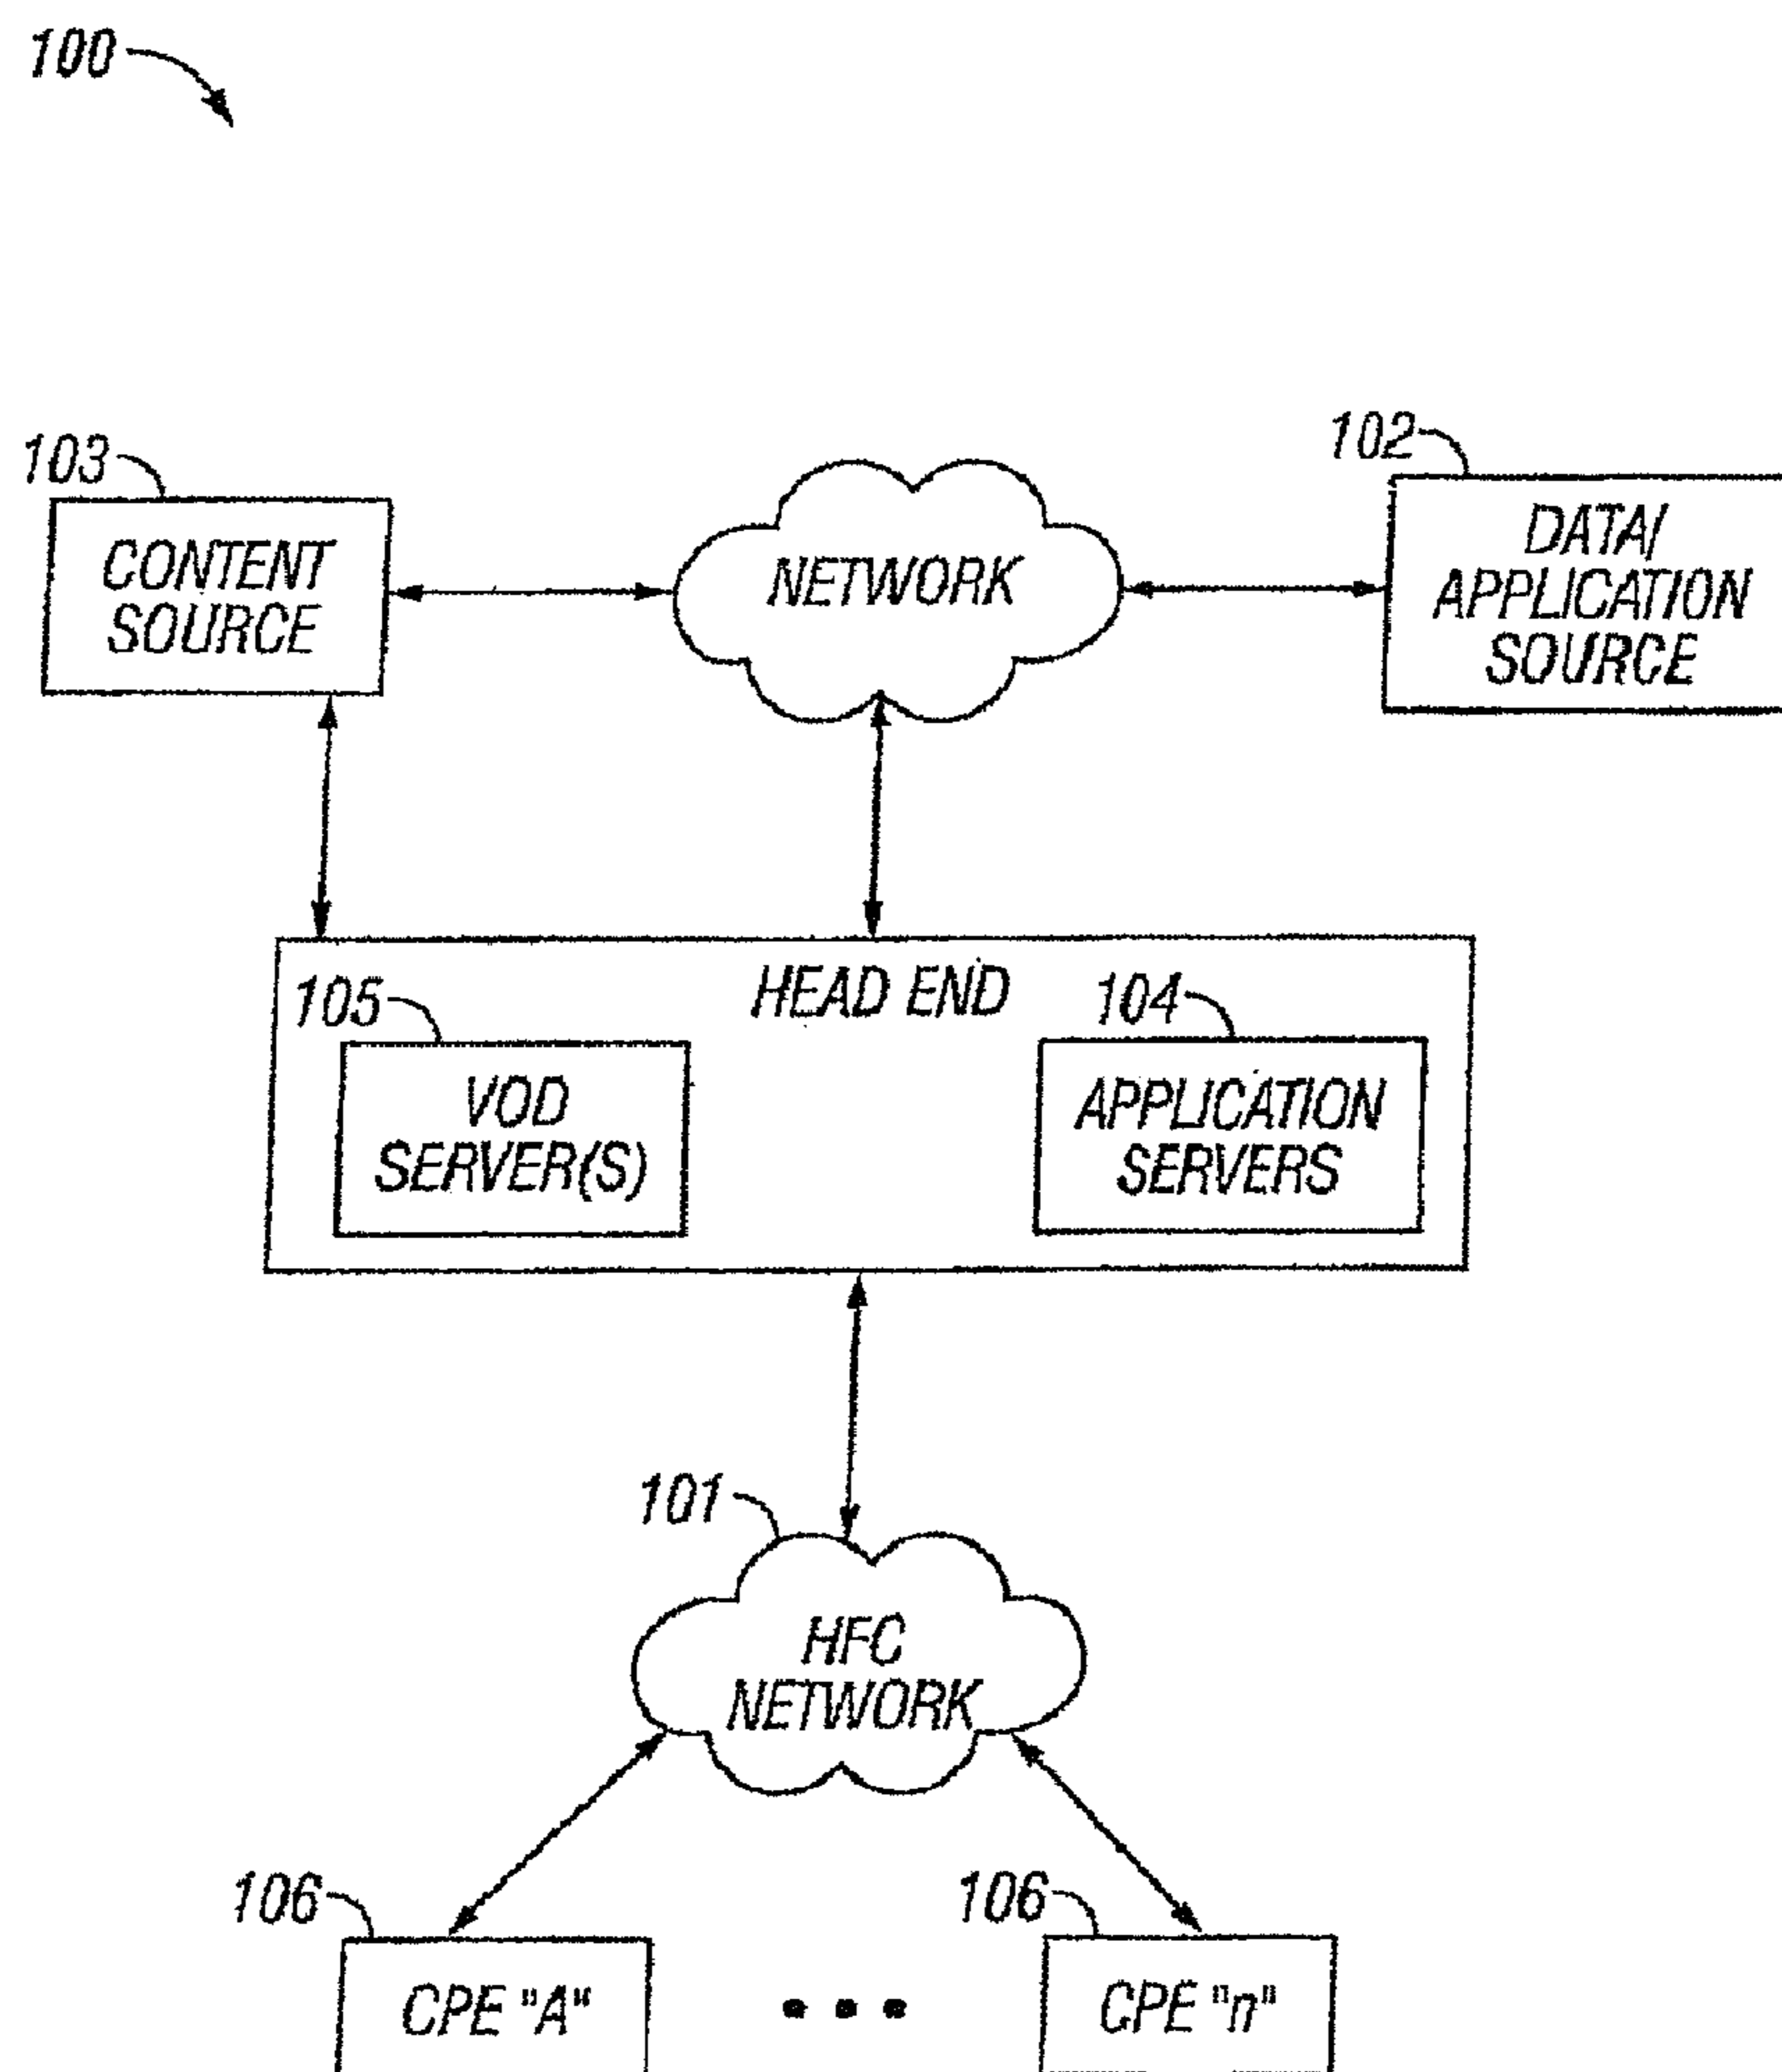 100
103
102
CONTENT
SOURCE
NETWORK
DATA/
APPLICATION
SOURCE
HEAD END
105
104
VOD
SERVER(S)
APPLICATION
SERVERS
101
HFC
NETWORK
106
106
CPE "A"
CPE "n"